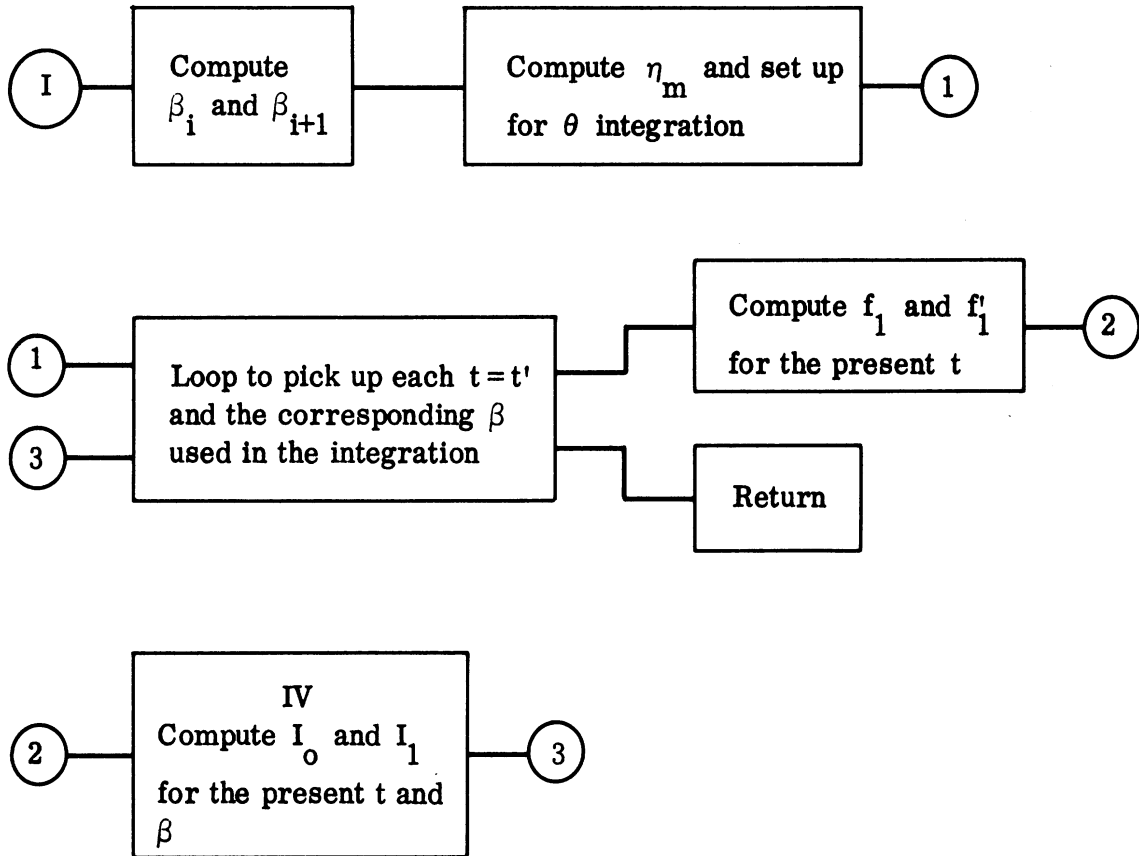 I
Compute
β_i and β_{i+1}
Compute η_m and set up
for θ integration
1
1
3
Loop to pick up each t = t'
and the corresponding β
used in the integration
Compute f_1 and f'_1
for the present t
2
Return
2
IV
Compute I_o and I_1
for the present t and
β
3